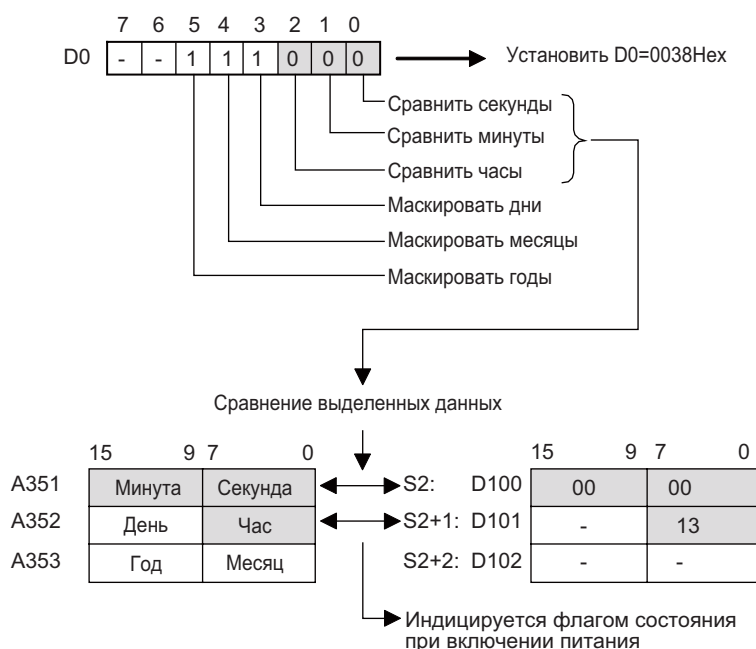 7 6 5 4 3 2 1 0
D0 - - 1 1 1 0 0 0 Установить D0=0038Hex
Сравнить секунды
Сравнить минуты
Сравнить часы
Маскировать дни
Маскировать месяцы
Маскировать годы
Сравнение выделенных данных
15 9 7 0 15 9 7 0
A351 Минута Секунда S2: D100 00 00
A352 День Час S2+1: D101 - 13
A353 Год Месяц S2+2: D102 - -
Индицируется флагом состояния
при включении питания